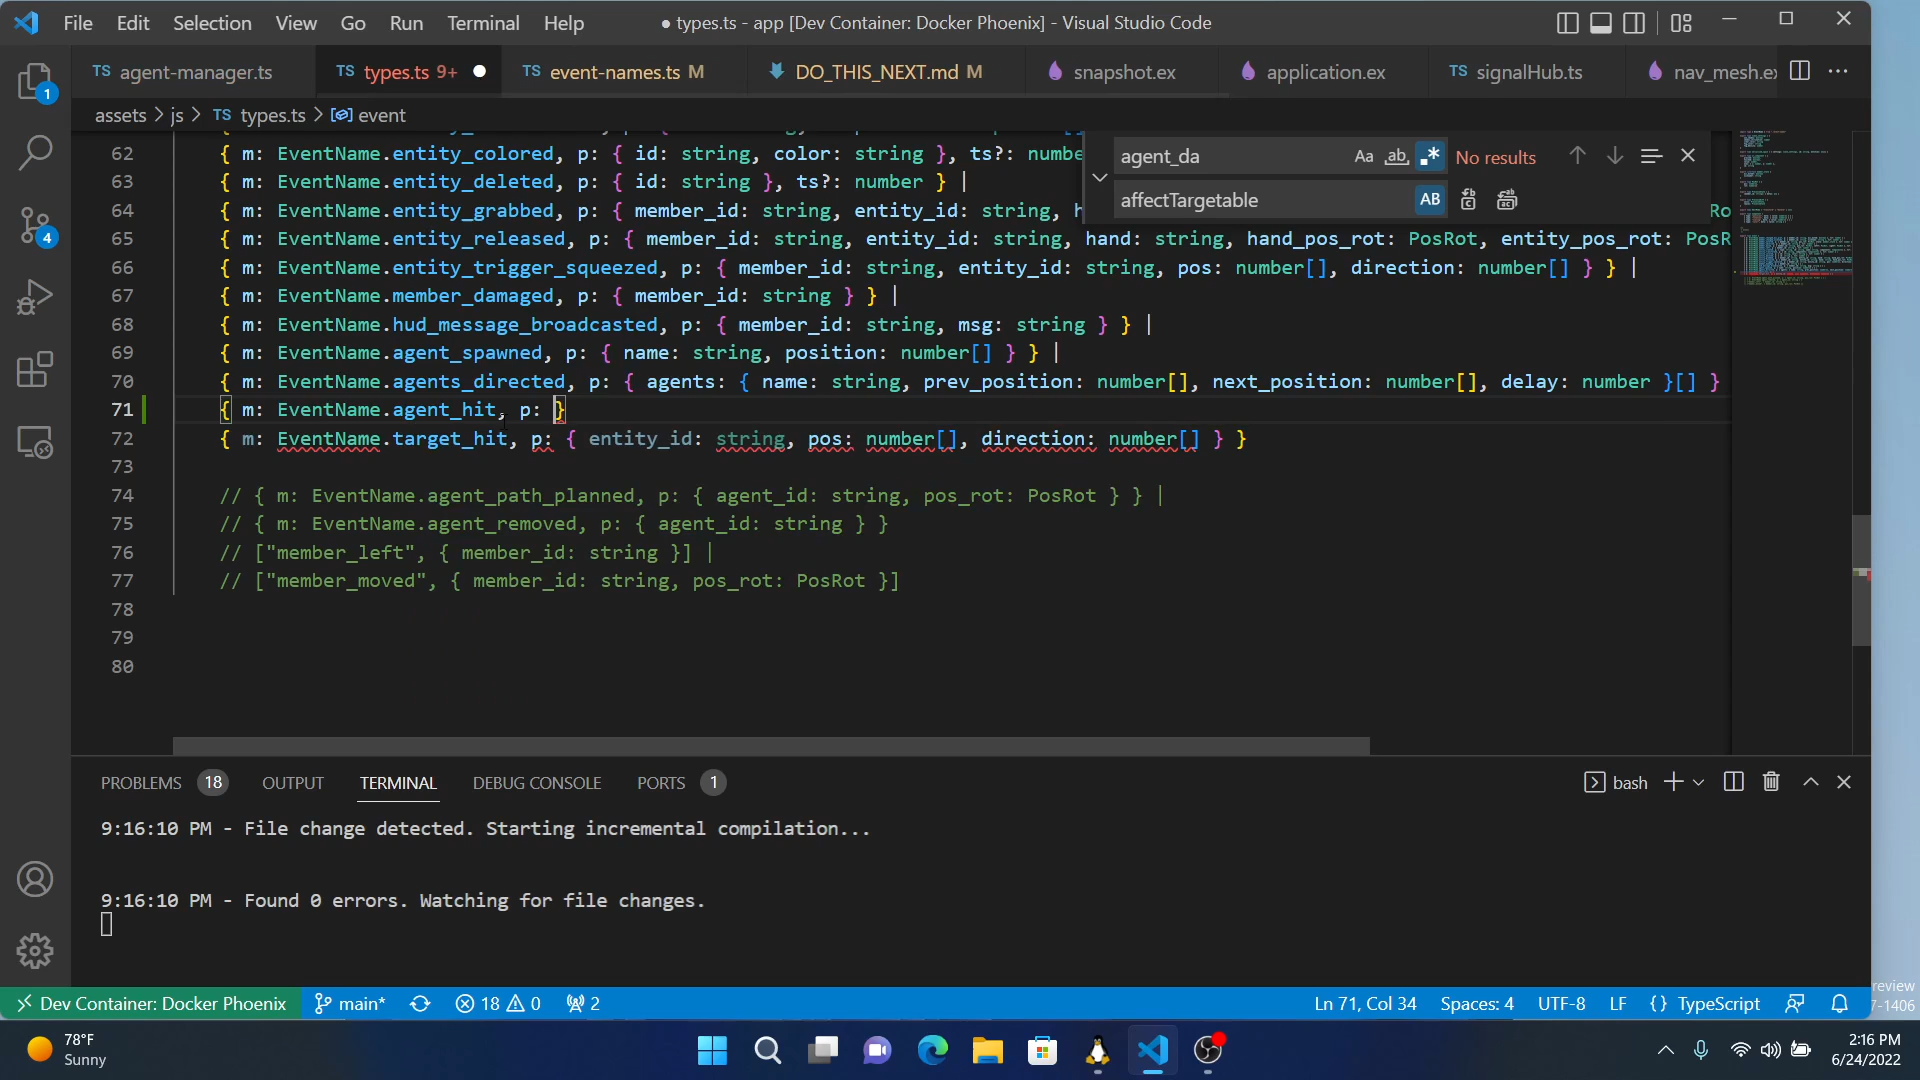 File Edit Selection View Go Run Terminal Help ● types.ts - app [Dev Container: Docker Phoenix] - Visual Studio Code
TS agent-manager.ts TS types.ts 9+ ● TS event-names.ts M DO_THIS_NEXT.md M snapshot.ex application.ex TS signalHub.ts nav_mesh.ex
assets > js > TS types.ts > event
62 { m: EventName.entity_colored, p: { id: string, color: string }, ts?: numbe
63 { m: EventName.entity_deleted, p: { id: string }, ts?: number } |
64 { m: EventName.entity_grabbed, p: { member_id: string, entity_id: string, h
65 { m: EventName.entity_released, p: { member_id: string, entity_id: string, hand: string, hand_pos_rot: PosRot, entity_pos_rot: PosR
66 { m: EventName.entity_trigger_squeezed, p: { member_id: string, entity_id: string, pos: number[], direction: number[] } } |
67 { m: EventName.member_damaged, p: { member_id: string } } |
68 { m: EventName.hud_message_broadcasted, p: { member_id: string, msg: string } } |
69 { m: EventName.agent_spawned, p: { name: string, position: number[] } } |
70 { m: EventName.agents_directed, p: { agents: { name: string, prev_position: number[], next_position: number[], delay: number }[] }
71 { m: EventName.agent_hit, p: }
72 { m: EventName.target_hit, p: { entity_id: string, pos: number[], direction: number[] } }
73
74 // { m: EventName.agent_path_planned, p: { agent_id: string, pos_rot: PosRot } } |
75 // { m: EventName.agent_removed, p: { agent_id: string } }
76 // ["member_left", { member_id: string }] |
77 // ["member_moved", { member_id: string, pos_rot: PosRot }]
78
79
80
agent_da Aa ab .* No results
affectTargetable AB
Ro
1
4
PROBLEMS 18 OUTPUT TERMINAL DEBUG CONSOLE PORTS 1 bash
9:16:10 PM - File change detected. Starting incremental compilation...
9:16:10 PM - Found 0 errors. Watching for file changes.
Dev Container: Docker Phoenix main* 18 0 2 Ln 71, Col 34 Spaces: 4 UTF-8 LF {} TypeScript
review
7-1406
78°F
Sunny
2:16 PM
6/24/2022